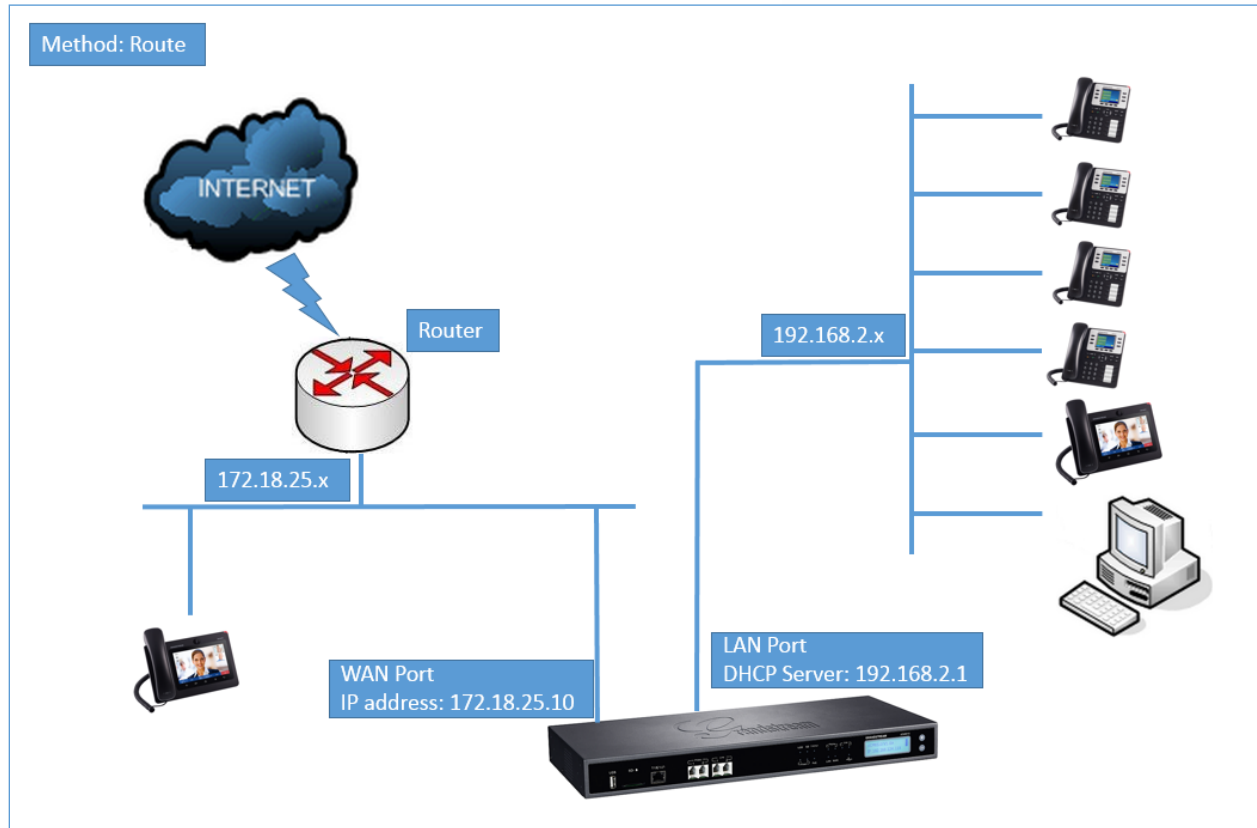 Method: Route
INTERNET
Router
192.168.2.x
172.18.25.x
LAN Port
DHCP Server: 192.168.2.1
WAN Port
IP address: 172.18.25.10
Grandstream